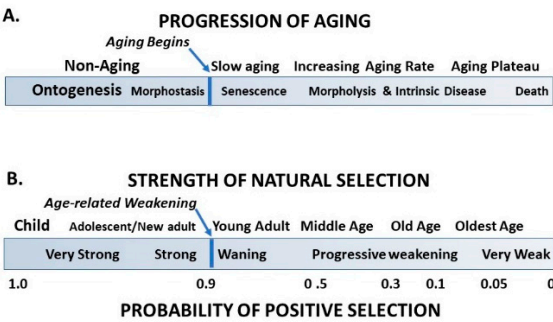 A.
PROGRESSION OF AGING
Aging Begins
Non-Aging Slow aging Increasing Aging Rate Aging Plateau
Ontogenesis Morphostasis Senescence Morpholysis & Intrinsic Disease Death
B.
STRENGTH OF NATURAL SELECTION
Age-related Weakening
Child Adolescent/New adult Young Adult Middle Age Old Age Oldest Age
Very Strong Strong Waning Progressive weakening Very Weak
1.0 0.9 0.5 0.3 0.1 0.05 0
PROBABILITY OF POSITIVE SELECTION